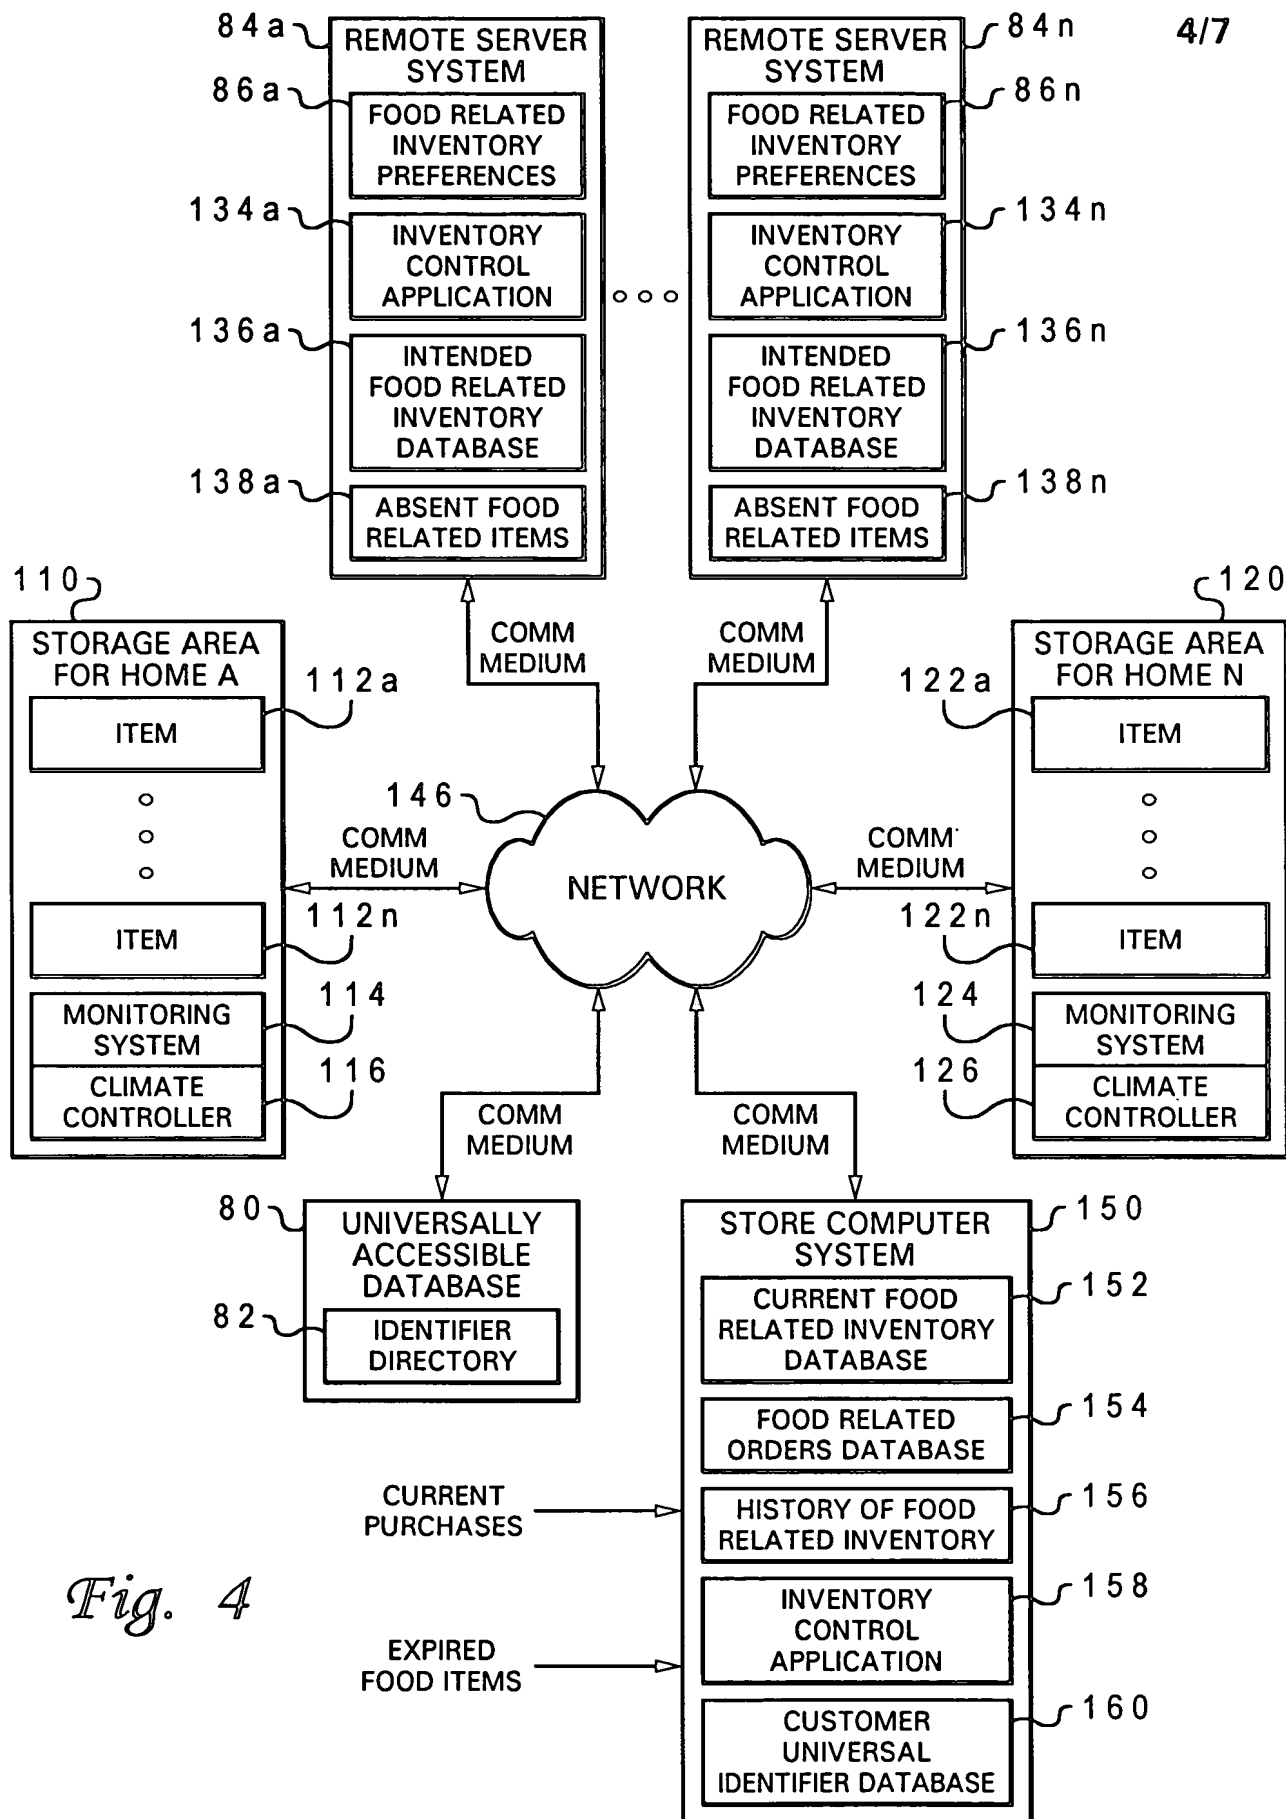 4/7
84a
REMOTE SERVER
SYSTEM
86a
FOOD RELATED
INVENTORY
PREFERENCES
134a
INVENTORY
CONTROL
APPLICATION
136a
INTENDED
FOOD RELATED
INVENTORY
DATABASE
138a
ABSENT FOOD
RELATED ITEMS
REMOTE SERVER
SYSTEM
84n
FOOD RELATED
INVENTORY
PREFERENCES
86n
INVENTORY
CONTROL
APPLICATION
134n
INTENDED
FOOD RELATED
INVENTORY
DATABASE
136n
ABSENT FOOD
RELATED ITEMS
138n
110
STORAGE AREA
FOR HOME A
ITEM
112a
ITEM
112n
MONITORING
SYSTEM
114
CLIMATE
CONTROLLER
116
COMM
MEDIUM
COMM
MEDIUM
146
COMM
MEDIUM
NETWORK
COMM
MEDIUM
COMM
MEDIUM
COMM
MEDIUM
120
STORAGE AREA
FOR HOME N
122a
ITEM
122n
ITEM
124
MONITORING
SYSTEM
126
CLIMATE
CONTROLLER
80
UNIVERSALLY
ACCESSIBLE
DATABASE
82
IDENTIFIER
DIRECTORY
STORE COMPUTER
SYSTEM
150
CURRENT FOOD
RELATED INVENTORY
DATABASE
152
FOOD RELATED
ORDERS DATABASE
154
CURRENT
PURCHASES
HISTORY OF FOOD
RELATED INVENTORY
156
INVENTORY
CONTROL
APPLICATION
158
EXPIRED
FOOD ITEMS
CUSTOMER
UNIVERSAL
IDENTIFIER DATABASE
160
Fig. 4